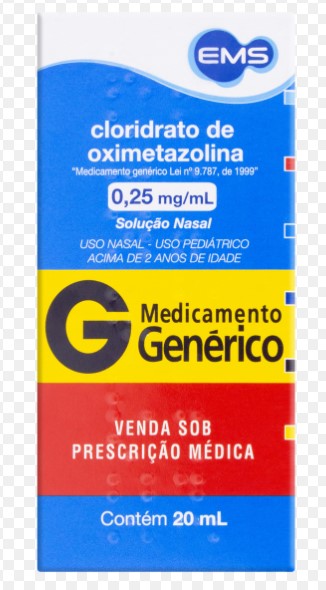 EMS
cloridrato de
oximetazolina
"Medicamento genérico Lei nº 9.787, de 1999"
0,25 mg/mL
Solução Nasal
USO NASAL - USO PEDIÁTRICO
ACIMA DE 2 ANOS DE IDADE
G Medicamento
Genérico
VENDA SOB
PRESCRIÇÃO MÉDICA
Contém 20 mL